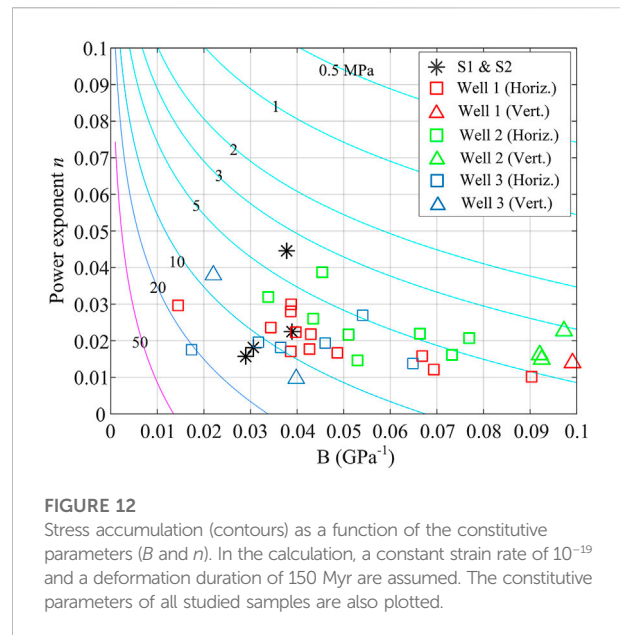 0.1
0.09
0.08
0.07
0.06
0.05
0.04
0.03
0.02
0.01
0
Power exponent n
0.5 MPa
1
2
3
5
10
20
50
S1 & S2
Well 1 (Horiz.)
Well 1 (Vert.)
Well 2 (Horiz.)
Well 2 (Vert.)
Well 3 (Horiz.)
Well 3 (Vert.)
0 0.01 0.02 0.03 0.04 0.05 0.06 0.07 0.08 0.09 0.1
B (GPa⁻¹)
FIGURE 12
Stress accumulation (contours) as a function of the constitutive
parameters (B and n). In the calculation, a constant strain rate of 10⁻¹⁹
and a deformation duration of 150 Myr are assumed. The constitutive
parameters of all studied samples are also plotted.